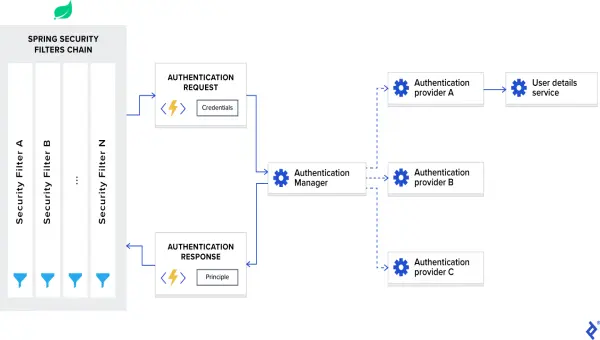 SPRING SECURITY
FILTERS CHAIN
Security Filter A
Security Filter B
...
Security Filter N
AUTHENTICATION
REQUEST
Credentials
AUTHENTICATION
RESPONSE
Principle
Authentication
Manager
Authentication
provider A
User details
service
Authentication
provider B
Authentication
provider C